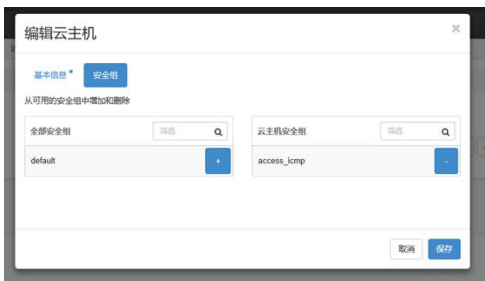 编辑云主机 ×
基本信息 * 安全组
从可用的安全组中增加和删除
全部安全组 筛选 云主机安全组 筛选
default + access_icmp -
取消 保存